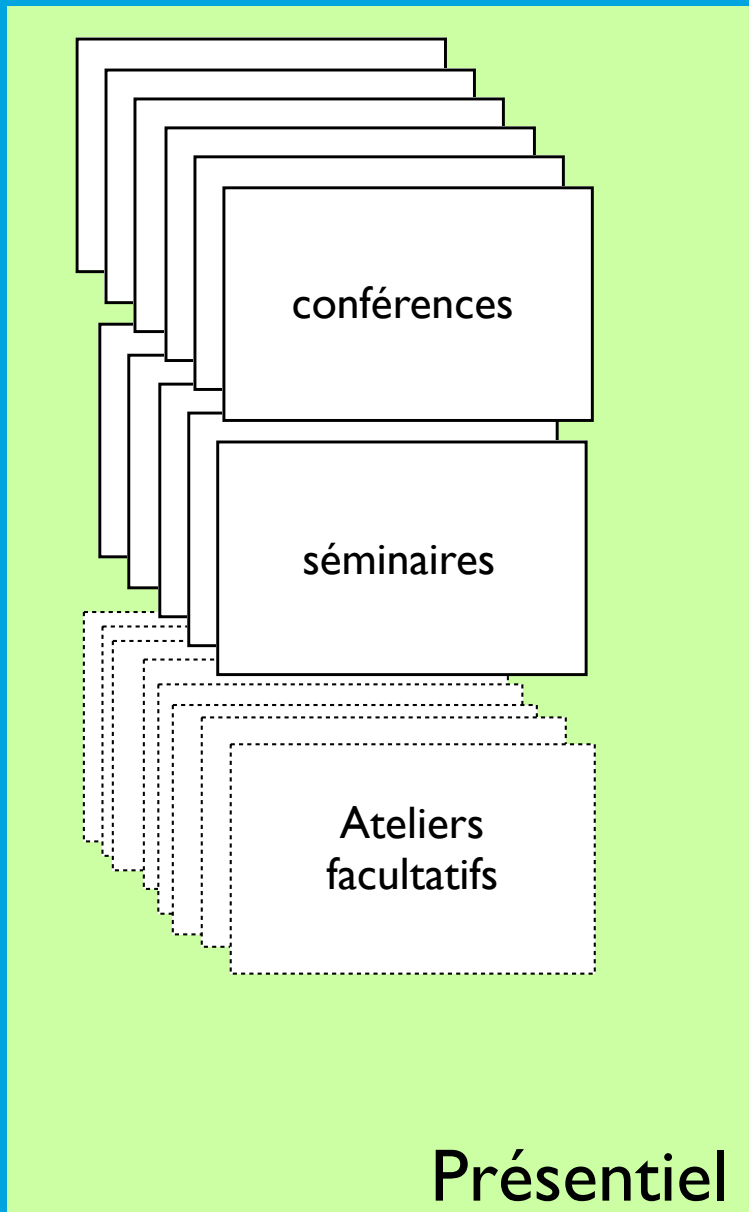 conférences
séminaires
Ateliers
facultatifs
Présentiel